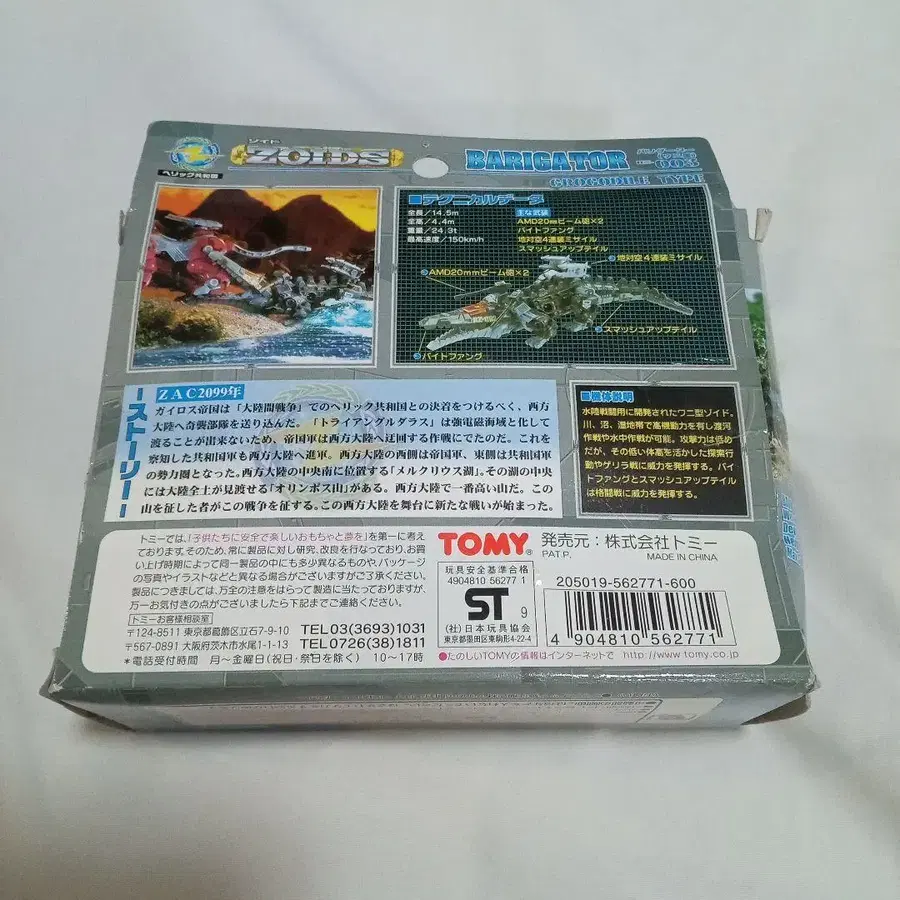 ゾイド
ZOIDS
ヘリック共和国
BARIGATOR
CROCODILE TYPE
■テクニカルデータ
全長/14.5m
全高/4.4m
重量/24.3t
最高速度/150km/h
主な武装
AMD20mmビーム砲×2
バイトファング
地対空4連装ミサイル
スマッシュアップテイル
地対空4連装ミサイル
AMD20mmビーム砲×2
スマッシュアップテイル
バイトファング
ーストーリーー
ZAC2099年
ガイロス帝国は「大陸間戦争」でのヘリック共和国との決着をつけるべく、西方
大陸へ奇襲部隊を送り込んだ。「トライアングルダラス」は強電磁海域と化して
渡ることが出来ないため、帝国軍は西方大陸へ迂回する作戦にでたのだ。これを
察知した共和国軍も西方大陸へ進軍。西方大陸の西側は帝国軍、東側は共和国軍
の勢力圏となった。西方大陸の中央南に位置する「メルクリウス湖」。その湖の中央
には大陸全土が見渡せる「オリンポス山」がある。西方大陸で一番高い山だ。この
山を征した者がこの戦争を征する。この西方大陸を舞台に新たな戦いが始まった。
■機体説明
水陸戦闘用に開発されたワニ型ゾイド。
川、沼、湿地帯で高機動力を有し渡河
作戦や水中作戦が可能。攻撃力は低め
だが、その低い体高を活かした探索行
動やゲリラ戦に威力を発揮する。バイ
トファングとスマッシュアップテイル
は格闘戦に威力を発揮する。
トミーでは、「子供たちに安全で楽しいおもちゃと夢を」を第一に考え
ております。そのため、常に製品に対し研究、改良を行なっており、お買
い上げ時期によって同一製品の中にも多少異なるものや、パッケージ
の写真やイラストなどと異なる場合がございますがご了承ください。
製品につきましては、万全の注意をはらって製造に当たっておりますが、
万一お気付きの点がございましたら下記までご連絡ください。
トミーお客様相談室
〒124-8511 東京都葛飾区立石7-9-10 TEL03(3693)1031
〒567-0891 大阪府茨木市水尾1-1-13 TEL0726(38)1811
*電話受付時間 月〜金曜日(祝日・祭日を除く) 10〜17時
TOMY
発売元:株式会社トミー
PAT.P.
MADE IN CHINA
玩具安全基準合格
4904810 56277 1
ST 9
(社)日本玩具協会
東京都墨田区東駒形4-22-4
205019-562771-600
4 904810 562771
●たのしいTOMYの情報はインターネットで http://www.tomy.co.jp